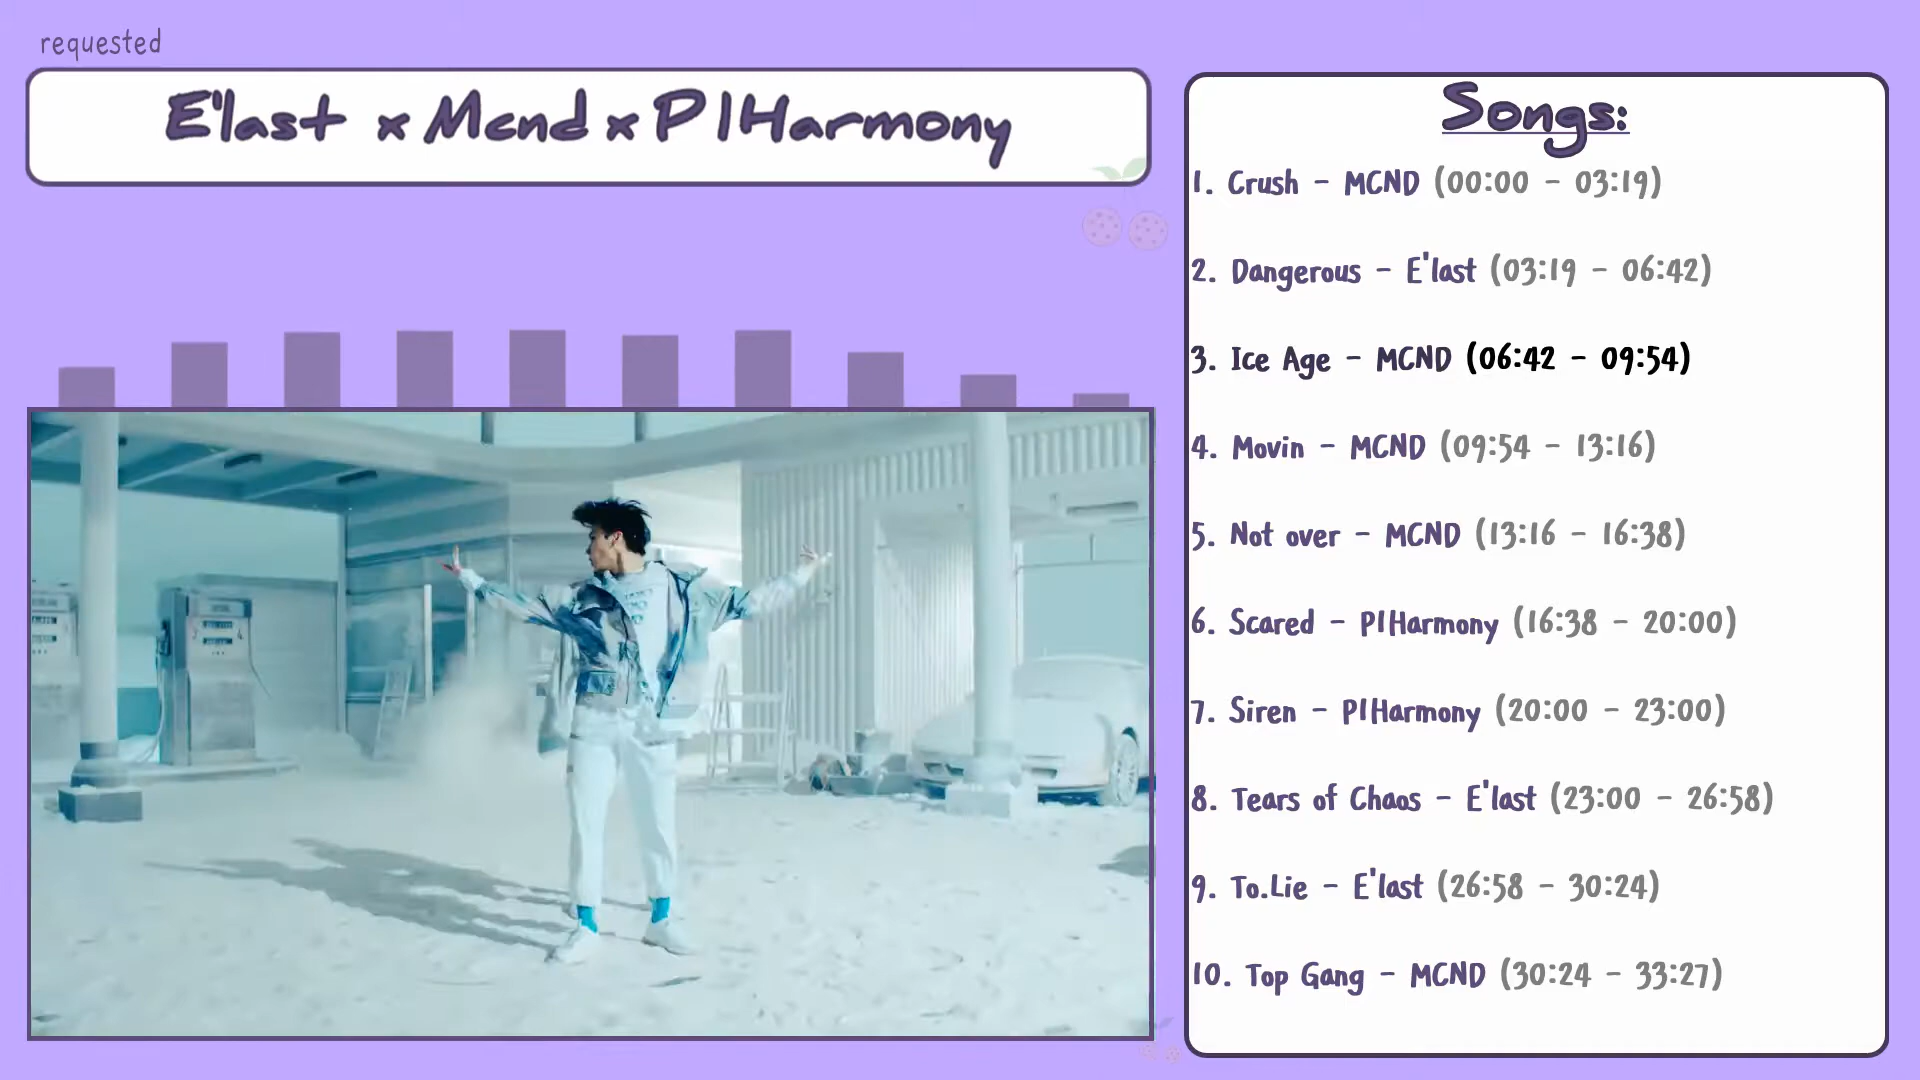 requested
E'last x Mcnd x P1Harmony
Songs:
1. Crush - MCND (00:00 - 03:19)
2. Dangerous - E'last (03:19 - 06:42)
3. Ice Age - MCND (06:42 - 09:54)
4. Movin - MCND (09:54 - 13:16)
5. Not over - MCND (13:16 - 16:38)
6. Scared - P1Harmony (16:38 - 20:00)
7. Siren - P1Harmony (20:00 - 23:00)
8. Tears of Chaos - E'last (23:00 - 26:58)
9. To.Lie - E'last (26:58 - 30:24)
10. Top Gang - MCND (30:24 - 33:27)